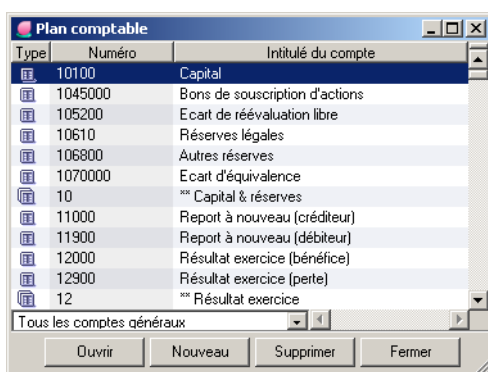 Plan comptable
Type Numéro Intitulé du compte
10100 Capital
1045000 Bons de souscription d'actions
105200 Ecart de réévaluation libre
10610 Réserves légales
106800 Autres réserves
1070000 Ecart d'équivalence
10 ** Capital & réserves
11000 Report à nouveau (créditeur)
11900 Report à nouveau (débiteur)
12000 Résultat exercice (bénéfice)
12900 Résultat exercice (perte)
12 ** Résultat exercice
Tous les comptes généraux
Ouvrir Nouveau Supprimer Fermer